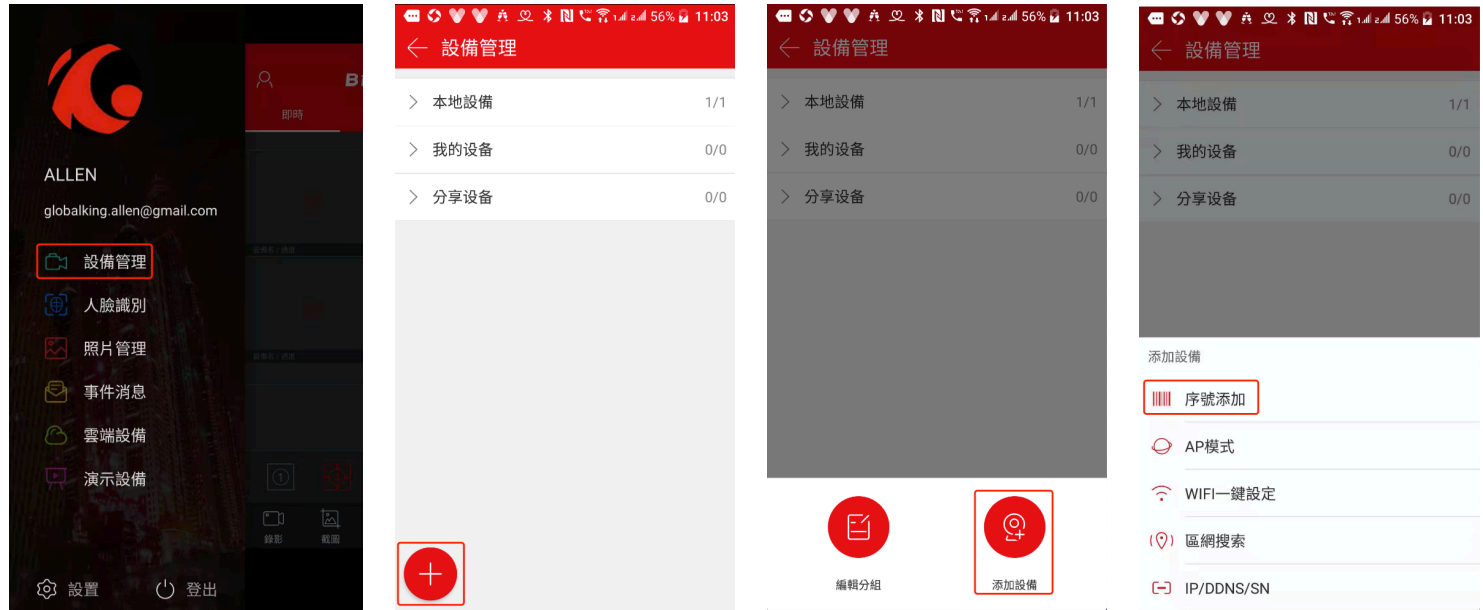 B
即時
ALLEN
globalking.allen@gmail.com
設備管理
人臉識別
照片管理
事件消息
雲端設備
演示設備
錄影
截圖
設置
登出
56% 11:03
設備管理
本地設備 1/1
我的设备 0/0
分享设备 0/0
56% 11:03
設備管理
本地設備 1/1
我的设备 0/0
分享设备 0/0
編輯分組
添加設備
56% 11:03
設備管理
本地設備 1/1
我的设备 0/0
分享设备 0/0
添加設備
序號添加
AP模式
WIFI一鍵設定
區網搜索
IP/DDNS/SN